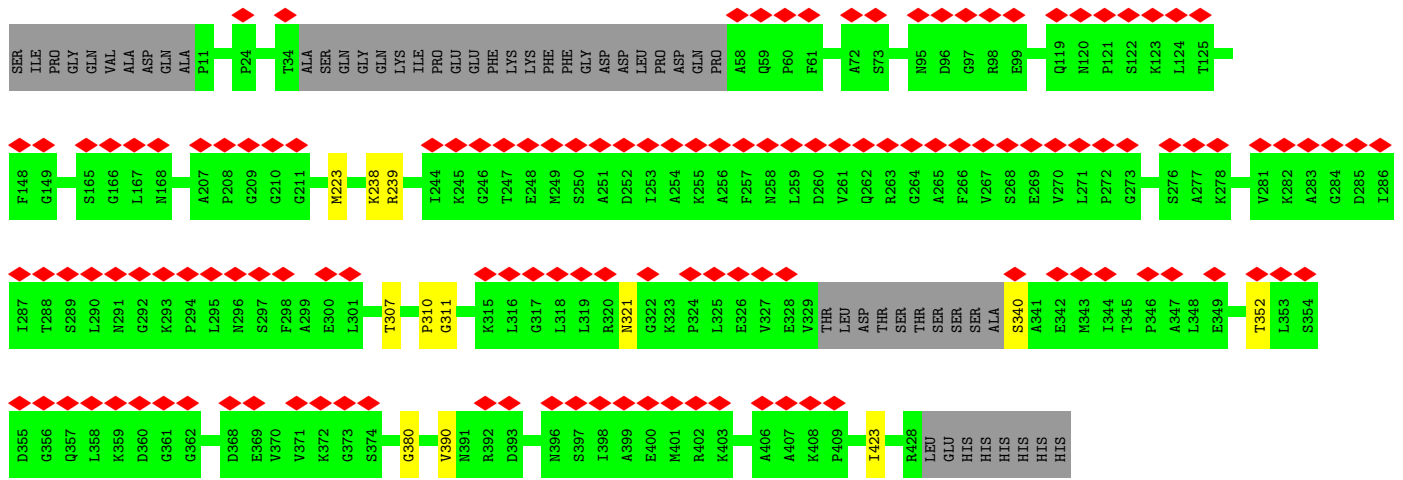 SER ILE PRO GLY GLN VAL ALA ASP GLN ALA P11 P24 T34 ALA SER GLN GLY GLN LYS ILE PRO GLU GLU PHE LYS LYS PHE PHE GLY ASP ASP LEU PRO ASP GLN PRO A58 Q59 P60 F61 A72 S73 N95 D96 G97 R98 E99 Q119 N120 P121 S122 K123 L124 T125
F148 G149 S165 G166 L167 N168 A207 P208 G209 G210 G211 M223 K238 R239 I244 K245 G246 T247 E248 M249 S250 A251 D252 I253 A254 K255 A256 F257 N258 L259 D260 V261 Q262 R263 G264 A265 F266 V267 S268 E269 V270 L271 P272 G273 S276 A277 K278 V281 K282 A283 G284 D285 I286
I287 T288 S289 L290 N291 G292 K293 P294 L295 N296 S297 F298 A299 E300 L301 T307 P310 G311 K315 L316 G317 L318 L319 R320 N321 G322 K323 P324 L325 E326 V327 E328 V329 THR LEU ASP THR SER THR SER SER SER ALA S340 A341 E342 M343 I344 T345 P346 A347 L348 E349 T352 L353 S354
D355 G356 Q357 L358 K359 D360 G361 G362 D368 E369 V370 V371 K372 G373 S374 G380 V390 N391 R392 D393 N396 S397 I398 A399 E400 M401 R402 K403 A406 A407 K408 P409 I423 R428 LEU GLU HIS HIS HIS HIS HIS HIS